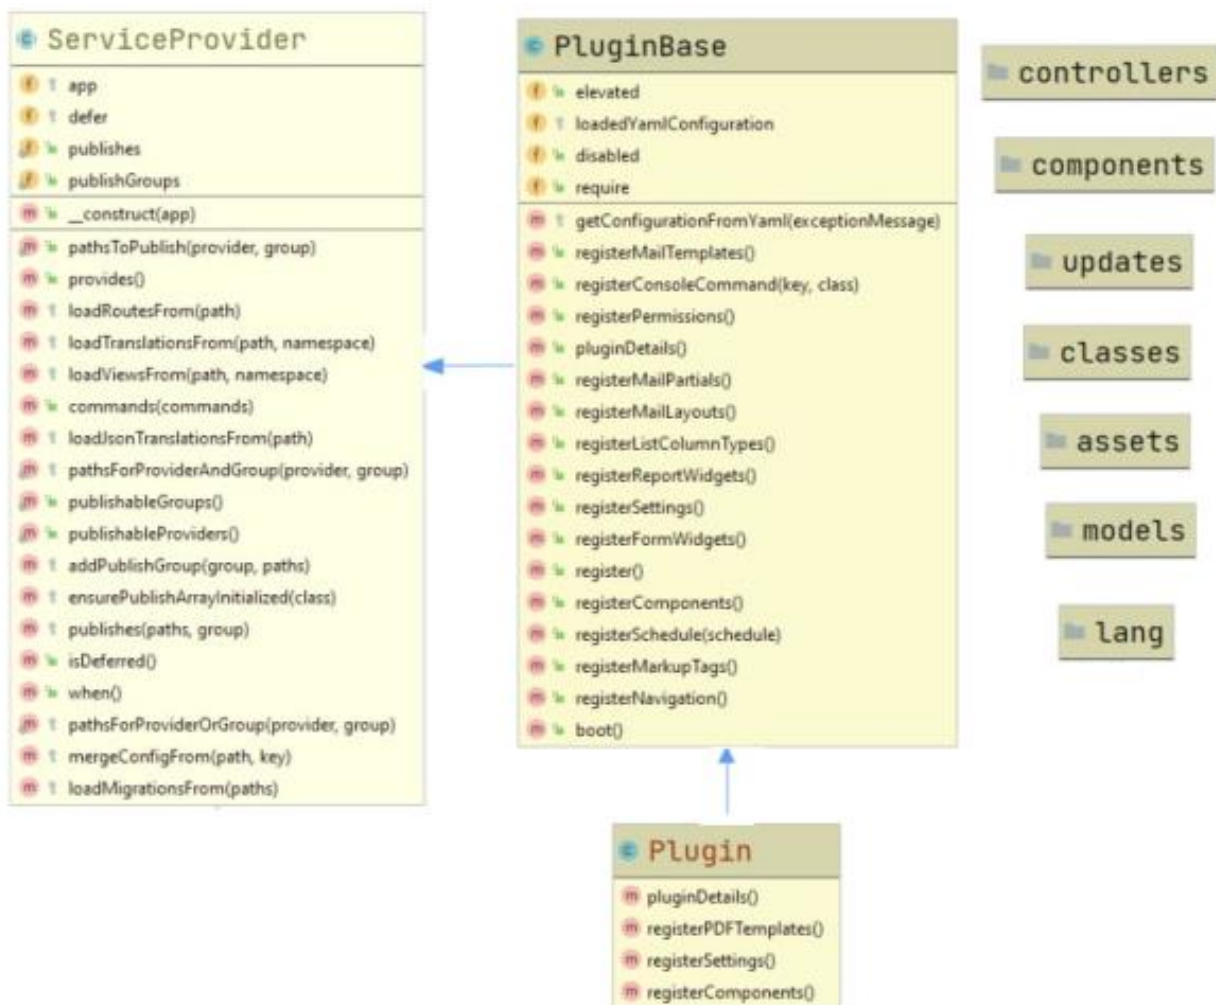 ServiceProvider
app
defer
publishes
publishGroups
__construct(app)
pathsToPublish(provider, group)
provides()
loadRoutesFrom(path)
loadTranslationsFrom(path, namespace)
loadViewsFrom(path, namespace)
commands(commands)
loadJsonTranslationsFrom(path)
pathsForProviderAndGroup(provider, group)
publishableGroups()
publishableProviders()
addPublishGroup(group, paths)
ensurePublishArrayInitialized(class)
publishes(paths, group)
isDeferred()
when()
pathsForProviderOrGroup(provider, group)
mergeConfigFrom(path, key)
loadMigrationsFrom(paths)
PluginBase
elevated
loadedYamlConfiguration
disabled
require
getConfigurationFromYaml(exceptionMessage)
registerMailTemplates()
registerConsoleCommand(key, class)
registerPermissions()
pluginDetails()
registerMailPartials()
registerMailLayouts()
registerListColumnTypes()
registerReportWidgets()
registerSettings()
registerFormWidgets()
register()
registerComponents()
registerSchedule(schedule)
registerMarkupTags()
registerNavigation()
boot()
Plugin
pluginDetails()
registerPDFTemplates()
registerSettings()
registerComponents()
controllers
components
updates
classes
assets
models
lang